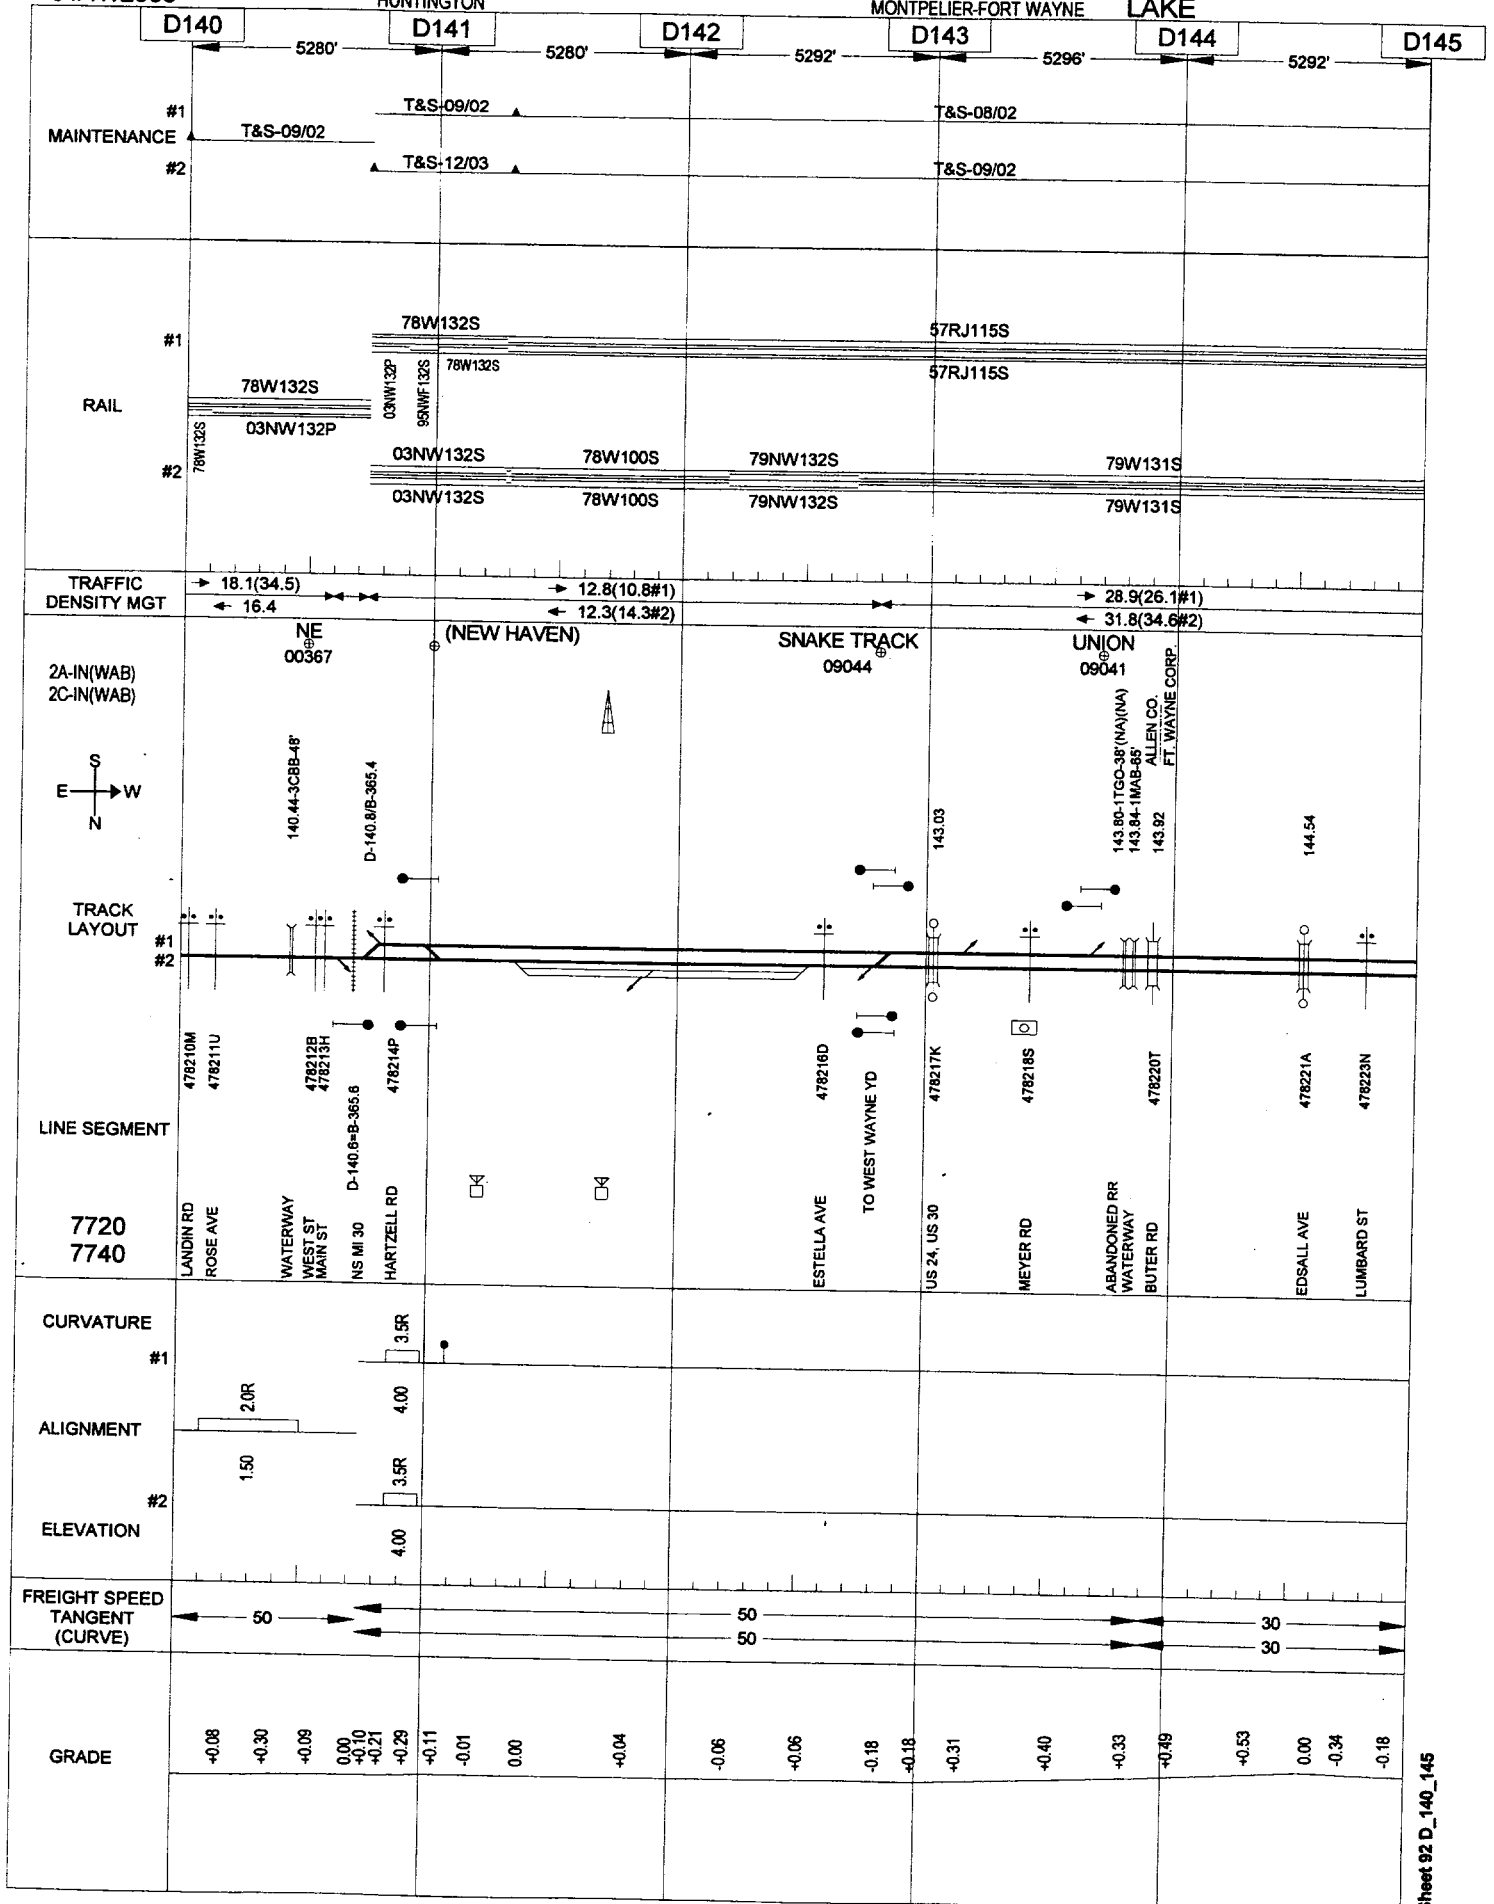 HUNTINGTON
MONTPELIER-FORT WAYNE LAKE
D140 D141 D142 D143 D144 D145
5280' 5280' 5292' 5296' 5292'
#1 T&S-09/02 T&S-08/02
MAINTENANCE T&S-09/02
#2 T&S-12/03 T&S-09/02
78W132S 57RJ115S
#1
78W132S 57RJ115S
03NW132P 95NWF132S
78W132S
RAIL
03NW132P
78W132S
03NW132S 78W100S 79NW132S 79W131S
#2
03NW132S 78W100S 79NW132S 79W131S
TRAFFIC DENSITY MGT
18.1(34.5) 12.8(10.8#1) 28.9(26.1#1)
16.4 12.3(14.3#2) 31.8(34.6#2)
NE (NEW HAVEN) SNAKE TRACK UNION
00367 09044 09041
2A-IN(WAB)
2C-IN(WAB)
ALLEN CO.
FT. WAYNE CORP.
S
E W
N
140.44-3CBB-48'
D-140.8/B-365.4
143.03
143.80-1TGO-38'(NA)(NA)
143.84-1MAB-65'
143.92
144.54
TRACK
LAYOUT
#1
#2
478210M
478211U
478212B
478213H
478214P
478216D
478217K
478218S
478220T
478221A
478223N
D-140.6=B-365.6
LINE SEGMENT
7720
7740
LANDIN RD
ROSE AVE
WATERWAY
WEST ST
MAIN ST
NS MI 30
HARTZELL RD
ESTELLA AVE
TO WEST WAYNE YD
US 24, US 30
MEYER RD
ABANDONED RR
WATERWAY
BUTER RD
EDSALL AVE
LUMBARD ST
CURVATURE
#1 3.5R
4.00
2.0R
ALIGNMENT
1.50
#2 3.5R
ELEVATION
4.00
FREIGHT SPEED
TANGENT
(CURVE)
50 50 30
50 30
GRADE
+0.08 +0.30 +0.09 0.00 +0.10 +0.21 +0.29 +0.11 -0.01 0.00 +0.04 -0.06 +0.06 -0.18 +0.18 +0.31 +0.40 +0.33 +0.49 +0.53 0.00 -0.34 -0.18
Sheet 92 D_140_145